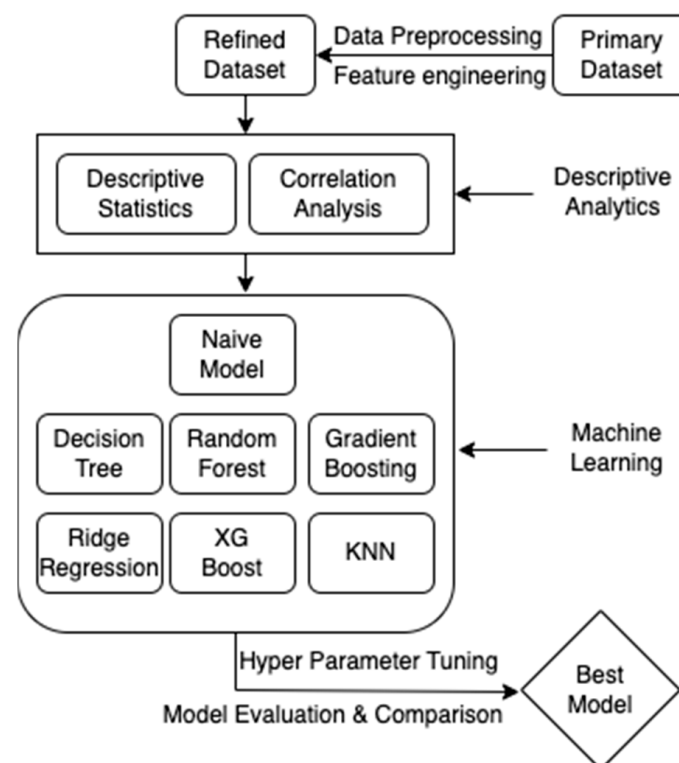 Refined
Dataset
Data Preprocessing
Feature engineering
Primary
Dataset
Descriptive
Statistics
Correlation
Analysis
Descriptive
Analytics
Naive
Model
Decision
Tree
Random
Forest
Gradient
Boosting
Machine
Learning
Ridge
Regression
XG
Boost
KNN
Hyper Parameter Tuning
Model Evaluation & Comparison
Best
Model